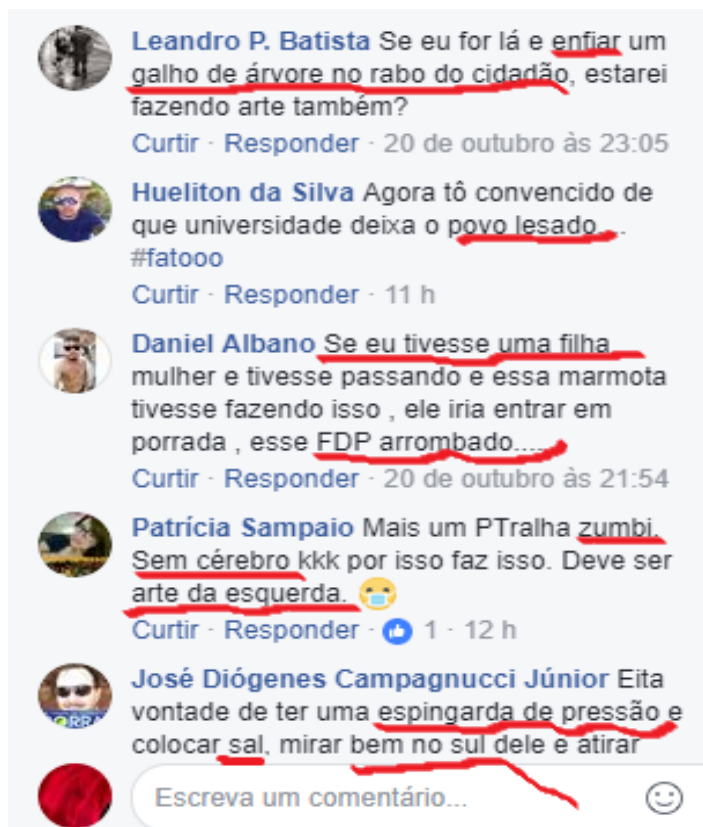 Leandro P. Batista Se eu for lá e enfiar um
galho de árvore no rabo do cidadão, estarei
fazendo arte também?
Curtir · Responder · 20 de outubro às 23:05
Hueliton da Silva Agora tô convencido de
que universidade deixa o povo lesado...
#fatooo
Curtir · Responder · 11 h
Daniel Albano Se eu tivesse uma filha
mulher e tivesse passando e essa marmota
tivesse fazendo isso , ele iria entrar em
porrada , esse FDP arrombado.....
Curtir · Responder · 20 de outubro às 21:54
Patrícia Sampaio Mais um PTralha zumbi.
Sem cérebro kkk por isso faz isso. Deve ser
arte da esquerda.
Curtir · Responder · 1 · 12 h
José Diógenes Campagnucci Júnior Eita
vontade de ter uma espingarda de pressão e
colocar sal, mirar bem no sul dele e atirar
Escreva um comentário...